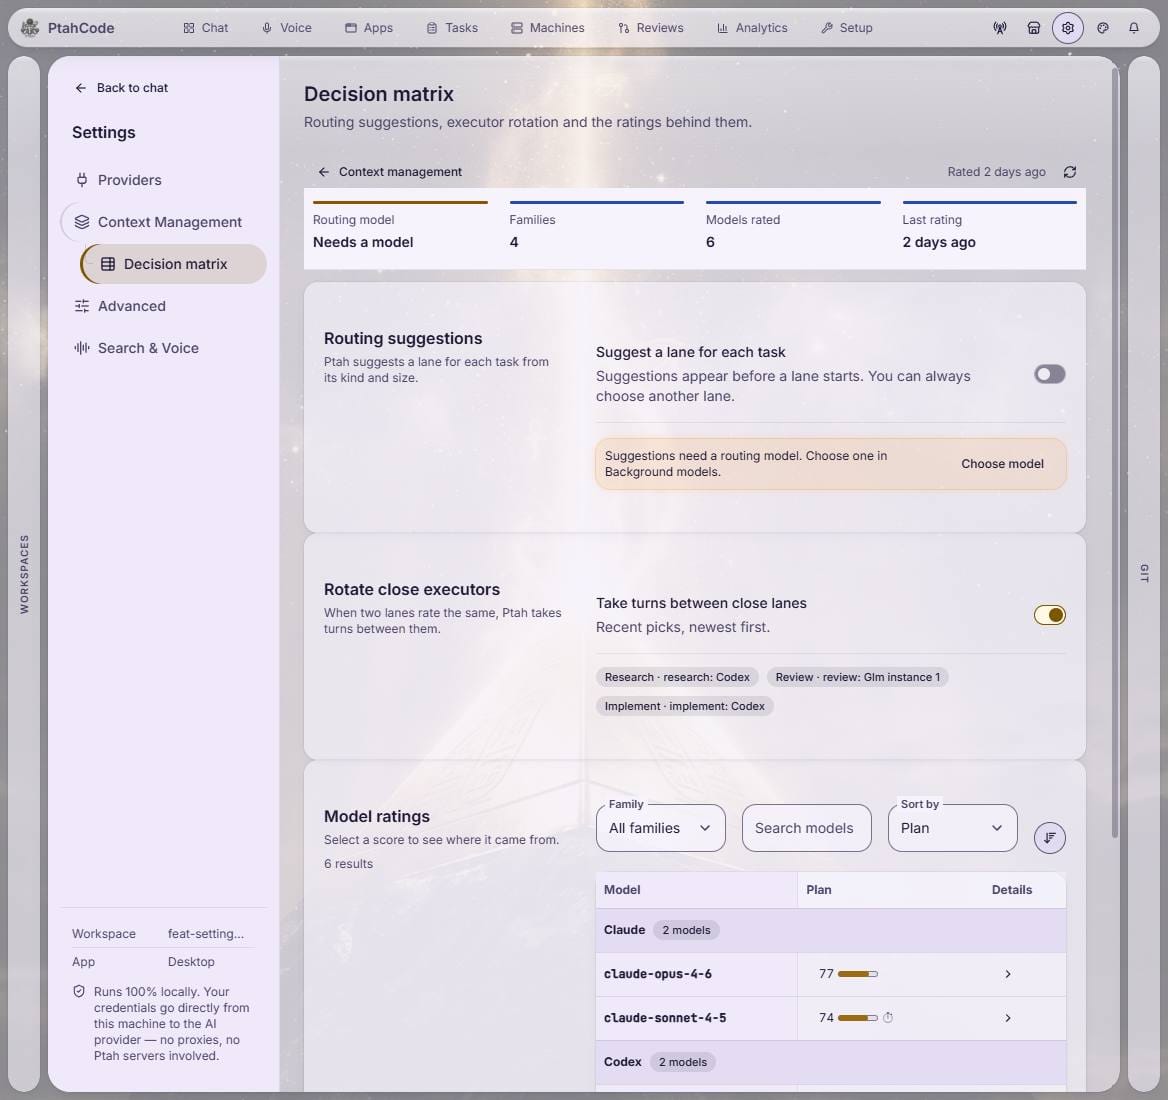 PtahCode
Chat
Voice
Apps
Tasks
Machines
Reviews
Analytics
Setup
WORKSPACES
Back to chat
Settings
Providers
Context Management
Decision matrix
Advanced
Search & Voice
Workspace feat-setting...
App Desktop
Runs 100% locally. Your
credentials go directly from
this machine to the AI
provider — no proxies, no
Ptah servers involved.
Decision matrix
Routing suggestions, executor rotation and the ratings behind them.
Context management
Rated 2 days ago
Routing model
Needs a model
Families
4
Models rated
6
Last rating
2 days ago
Routing suggestions
Ptah suggests a lane for each task from
its kind and size.
Suggest a lane for each task
Suggestions appear before a lane starts. You can always
choose another lane.
Suggestions need a routing model. Choose one in
Background models.
Choose model
Rotate close executors
When two lanes rate the same, Ptah takes
turns between them.
Take turns between close lanes
Recent picks, newest first.
Research · research: Codex
Review · review: Glm instance 1
Implement · implement: Codex
Model ratings
Select a score to see where it came from.
6 results
Family
All families
Search models
Sort by
Plan
Model Plan Details
Claude 2 models
claude-opus-4-6 77
claude-sonnet-4-5 74
Codex 2 models
GIT